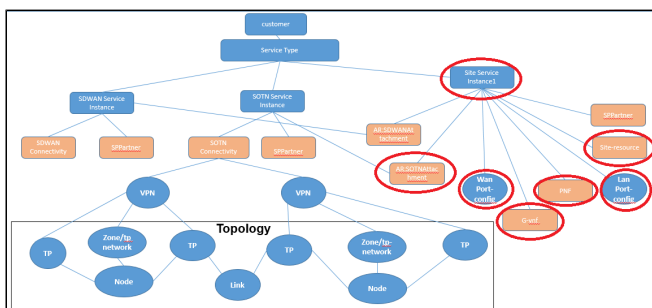 customer
Service Type
Site Service
Instance1
SDWAN Service
Instance
SOTN Service
Instance
SPPartner
AR:SDWANAt
tacivment
SDWAN
Connectivity
SPPartner
SOTN
Connectivity
SPPartner
Site-resource
AR:SOTNAttac
hment
Wan
Port-
config
PNF
Lan
Port-
config
VPN
VPN
G-vnf
Topology
TP
Zone/tp
network
TP
TP
Zone/tp
network
TP
Node
Link
Node